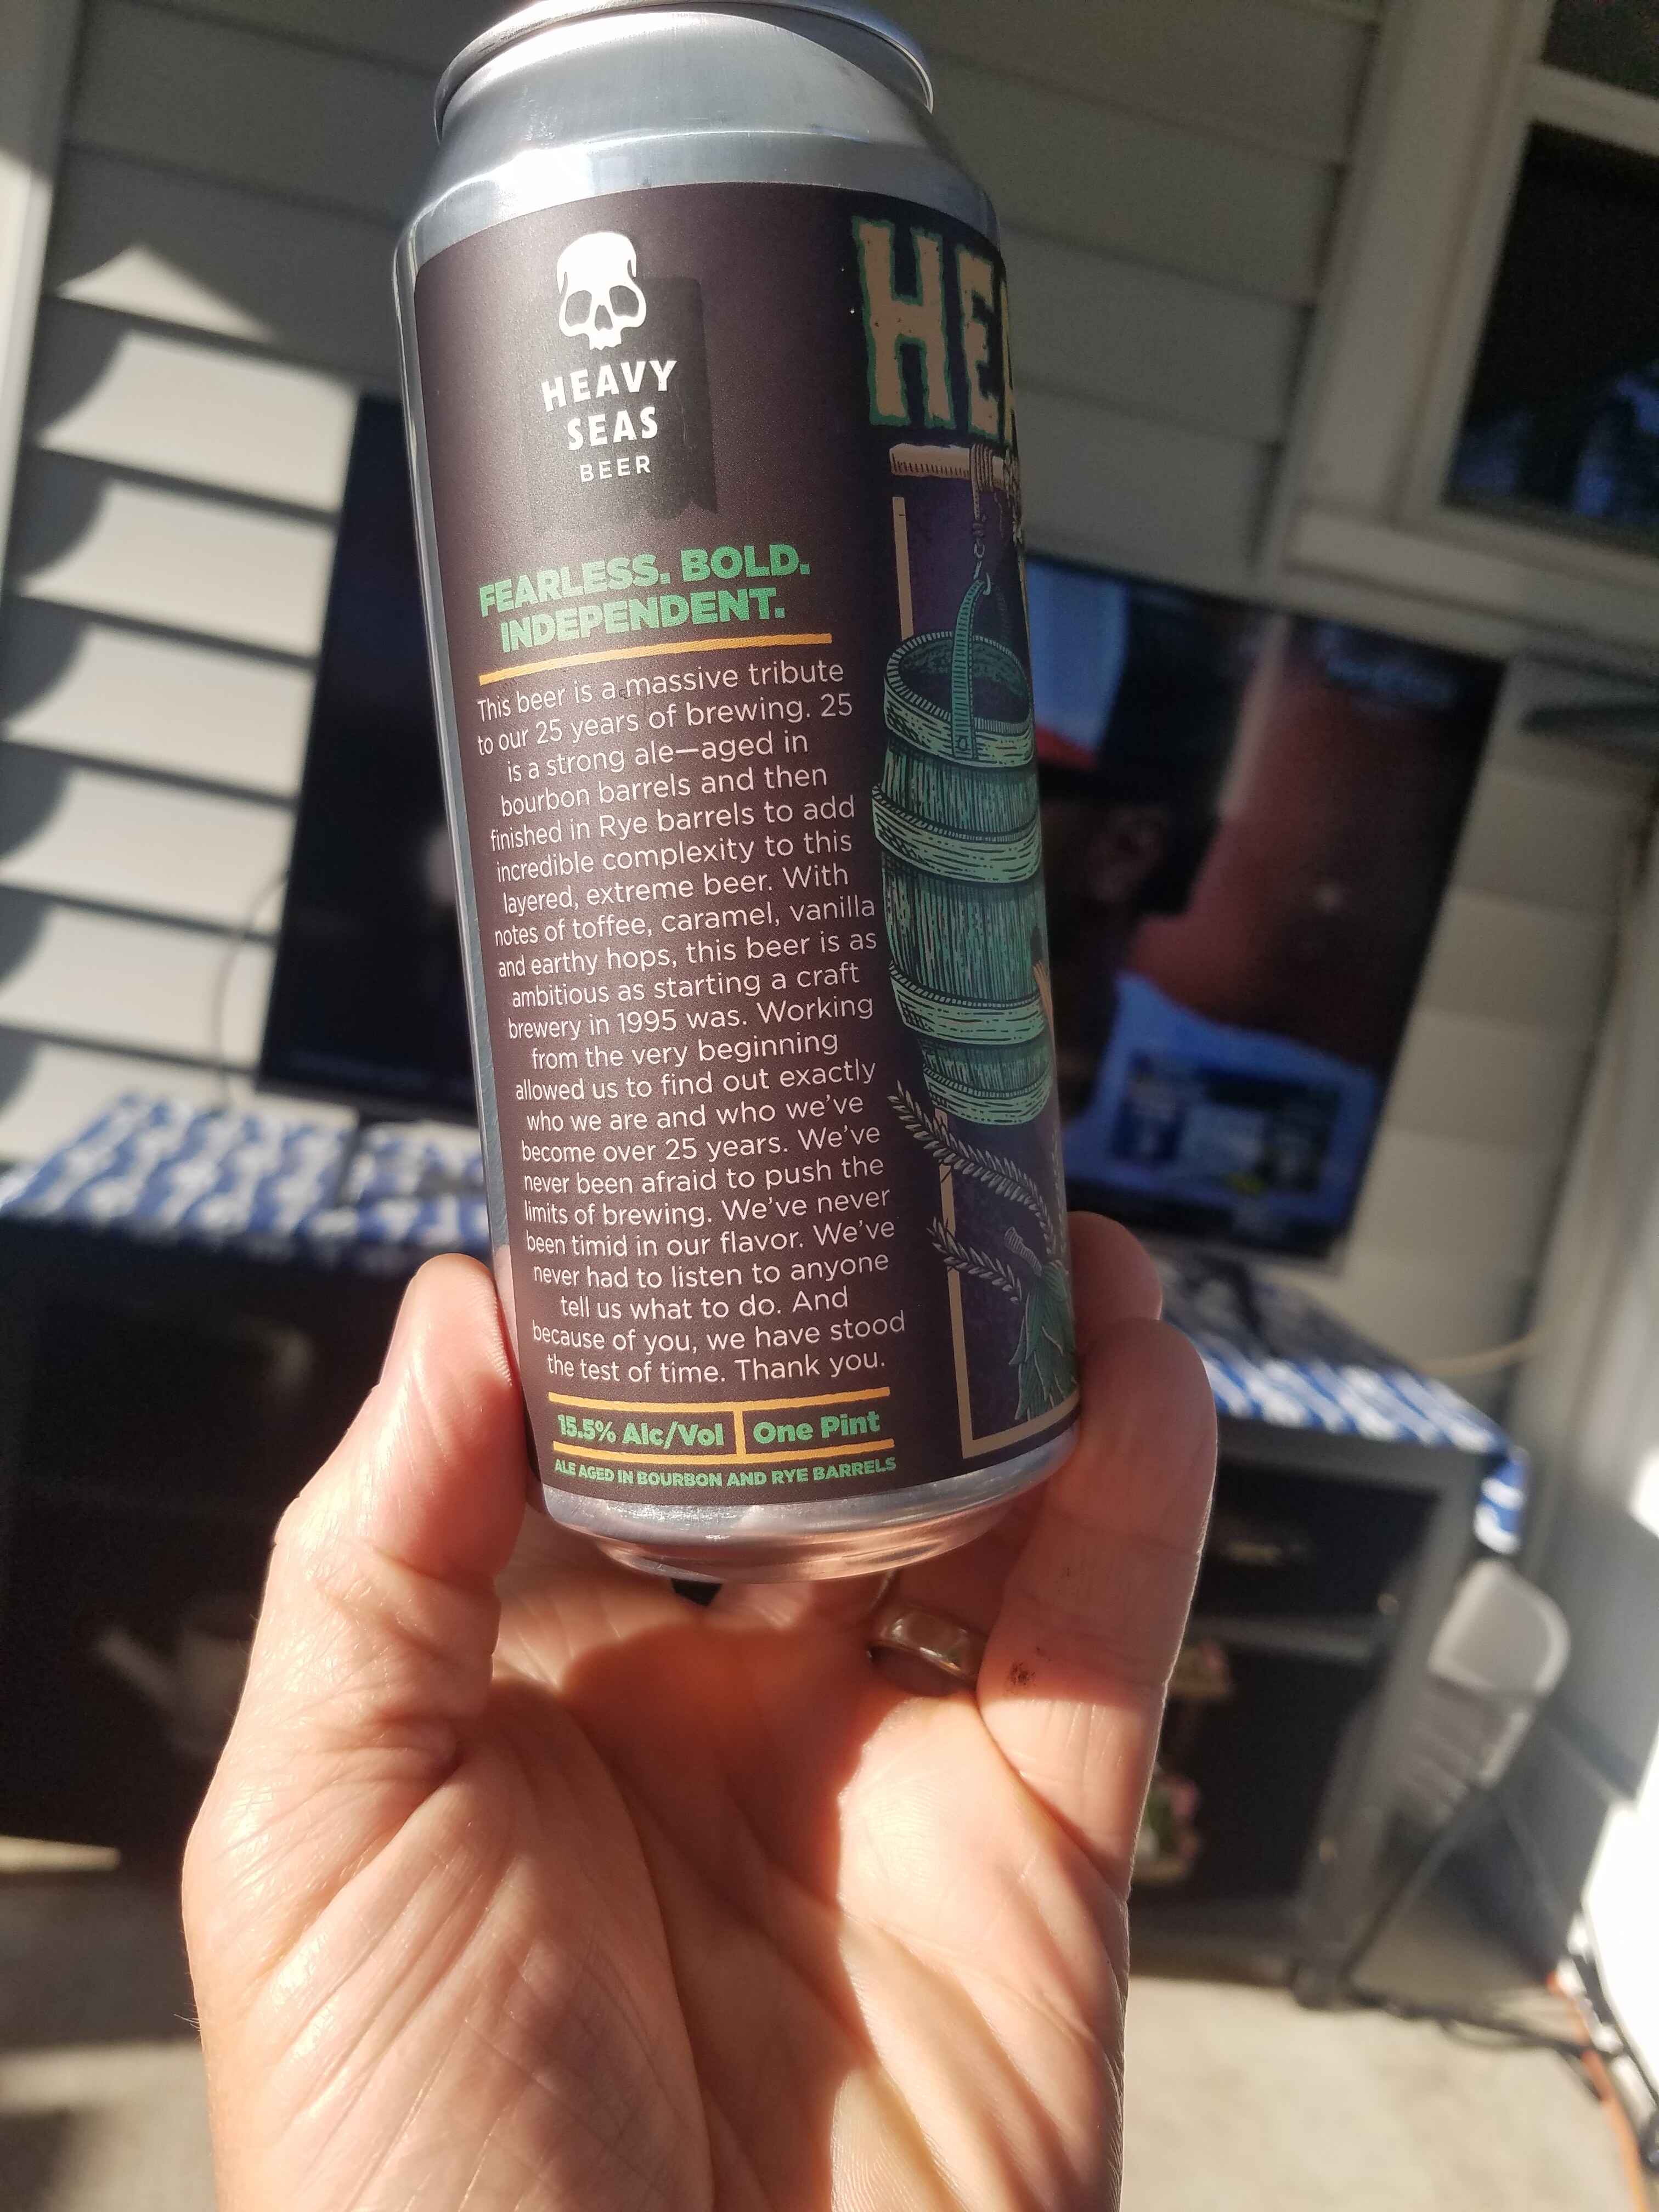 HEAVY
SEAS
BEER
FEARLESS. BOLD.
INDEPENDENT.
This beer is a massive tribute
to our 25 years of brewing. 25
is a strong ale—aged in
bourbon barrels and then
finished in Rye barrels to add
incredible complexity to this
layered, extreme beer. With
notes of toffee, caramel, vanilla
and earthy hops, this beer is as
ambitious as starting a craft
brewery in 1995 was. Working
from the very beginning
allowed us to find out exactly
who we are and who we've
become over 25 years. We've
never been afraid to push the
limits of brewing. We've never
been timid in our flavor. We've
never had to listen to anyone
tell us what to do. And
because of you, we have stood
the test of time. Thank you.
15.5% Alc/Vol One Pint
ALE AGED IN BOURBON AND RYE BARRELS